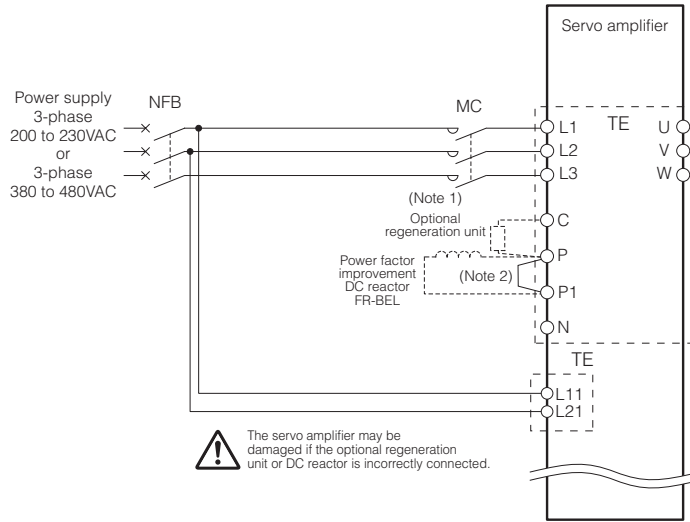 Servo amplifier
Power supply
3-phase
200 to 230VAC
or
3-phase
380 to 480VAC
NFB
MC
TE
L1
L2
L3
U
V
W
(Note 1)
Optional
regeneration unit
C
Power factor
improvement
DC reactor
FR-BEL
(Note 2)
P
P1
N
TE
L11
L21
The servo amplifier may be
damaged if the optional regeneration
unit or DC reactor is incorrectly connected.